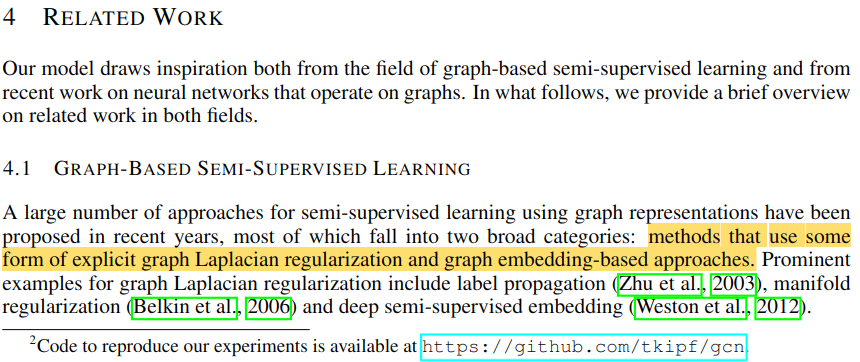 4 RELATED WORK
Our model draws inspiration both from the field of graph-based semi-supervised learning and from
recent work on neural networks that operate on graphs. In what follows, we provide a brief overview
on related work in both fields.
4.1 GRAPH-BASED SEMI-SUPERVISED LEARNING
A large number of approaches for semi-supervised learning using graph representations have been
proposed in recent years, most of which fall into two broad categories: methods that use some
form of explicit graph Laplacian regularization and graph embedding-based approaches. Prominent
examples for graph Laplacian regularization include label propagation (Zhu et al., 2003), manifold
regularization (Belkin et al., 2006) and deep semi-supervised embedding (Weston et al., 2012).
2Code to reproduce our experiments is available at https://github.com/tkipf/gcn.